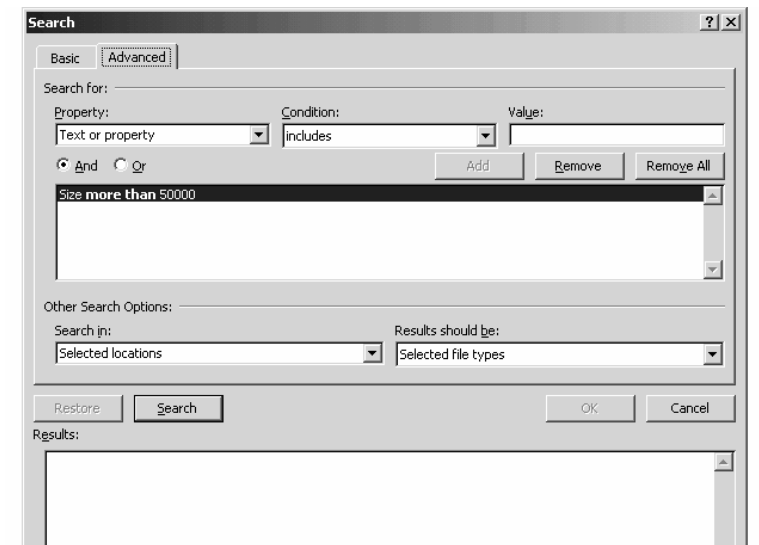 Search
Basic Advanced
Search for:
Property: Condition: Value:
Text or property includes
And Or Add Remove Remove All
Size more than 50000
Other Search Options:
Search in: Results should be:
Selected locations Selected file types
Restore Search OK Cancel
Results: